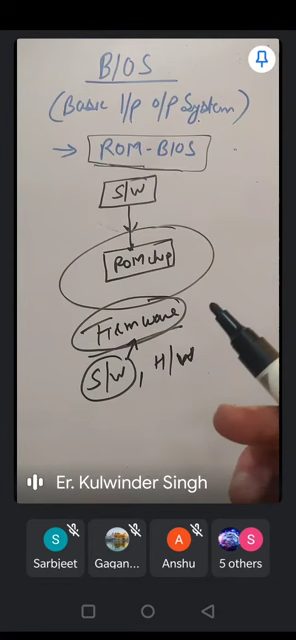 BIOS
(Basic I/p O/p System)
→ ROM-BIOS
S/W
ROM chip
Firmware
S/W, H/W
Er. Kulwinder Singh
S
A
S
Sarbjeet
Gagan...
Anshu
5 others